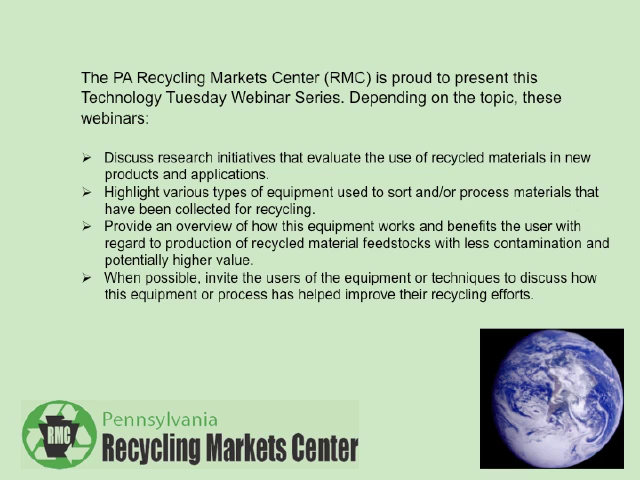 The PA Recycling Markets Center (RMC) is proud to present this
Technology Tuesday Webinar Series. Depending on the topic, these
webinars:
➢ Discuss research initiatives that evaluate the use of recycled materials in new
products and applications.
➢ Highlight various types of equipment used to sort and/or process materials that
have been collected for recycling.
➢ Provide an overview of how this equipment works and benefits the user with
regard to production of recycled material feedstocks with less contamination and
potentially higher value.
➢ When possible, invite the users of the equipment or techniques to discuss how
this equipment or process has helped improve their recycling efforts.
RMC
Pennsylvania
Recycling Markets Center